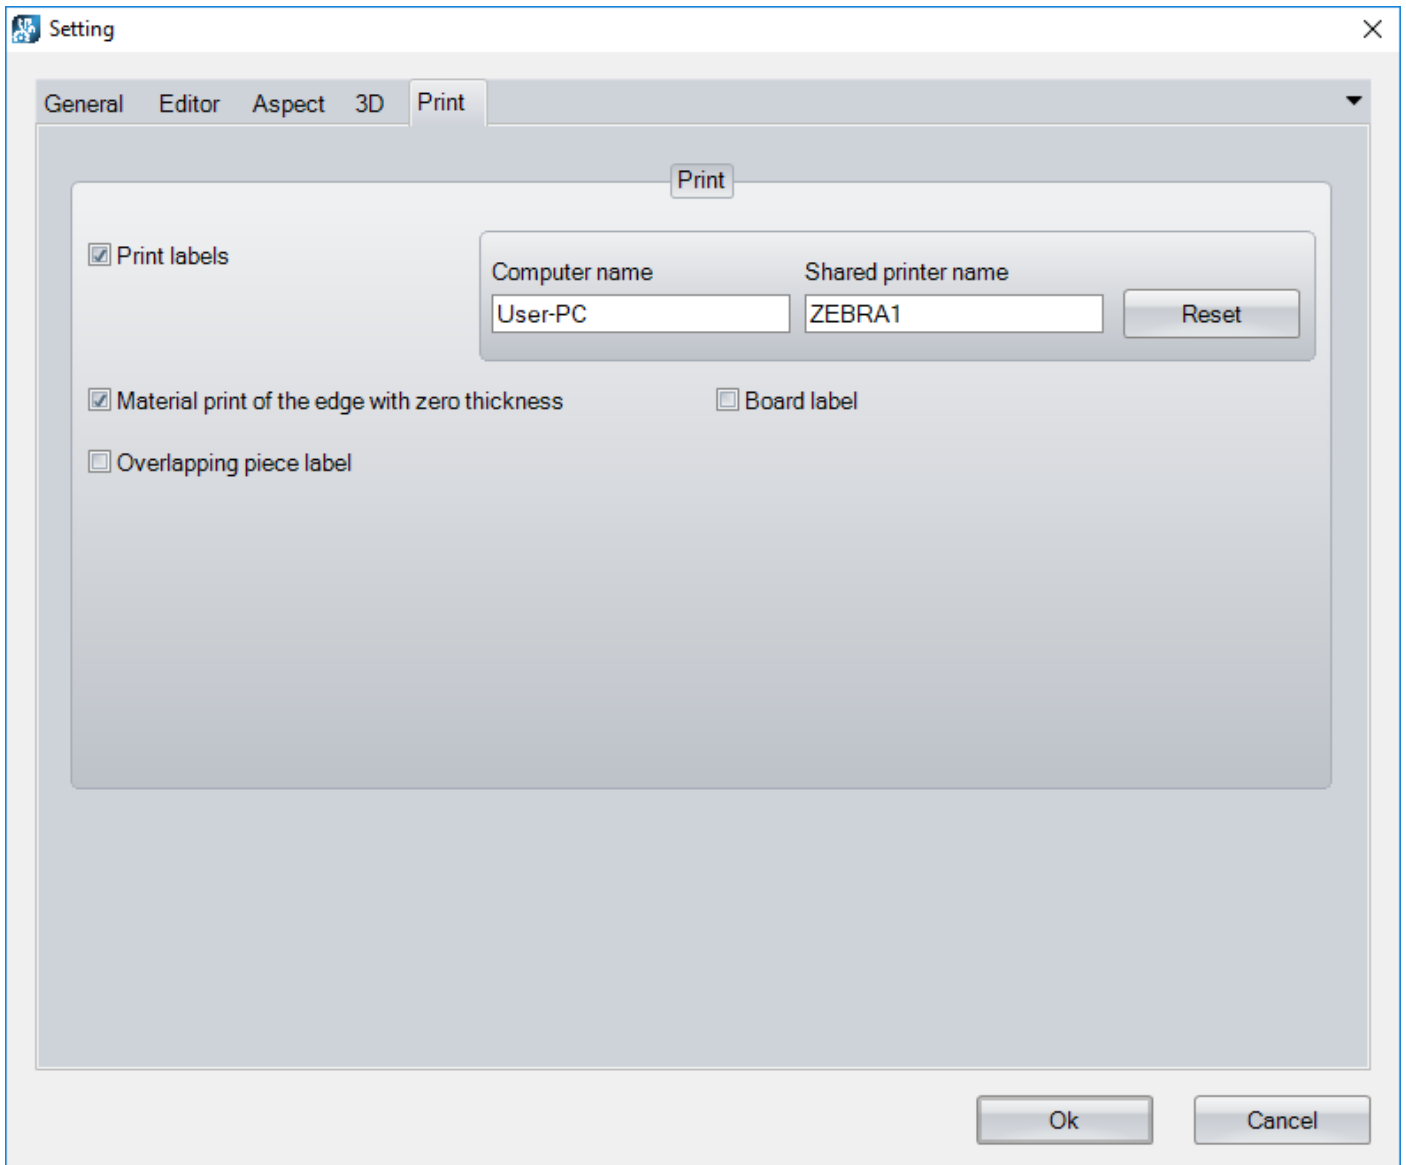 Setting
General Editor Aspect 3D Print
Print
Print labels
Computer name Shared printer name
User-PC ZEBRA1 Reset
Material print of the edge with zero thickness Board label
Overlapping piece label
Ok Cancel